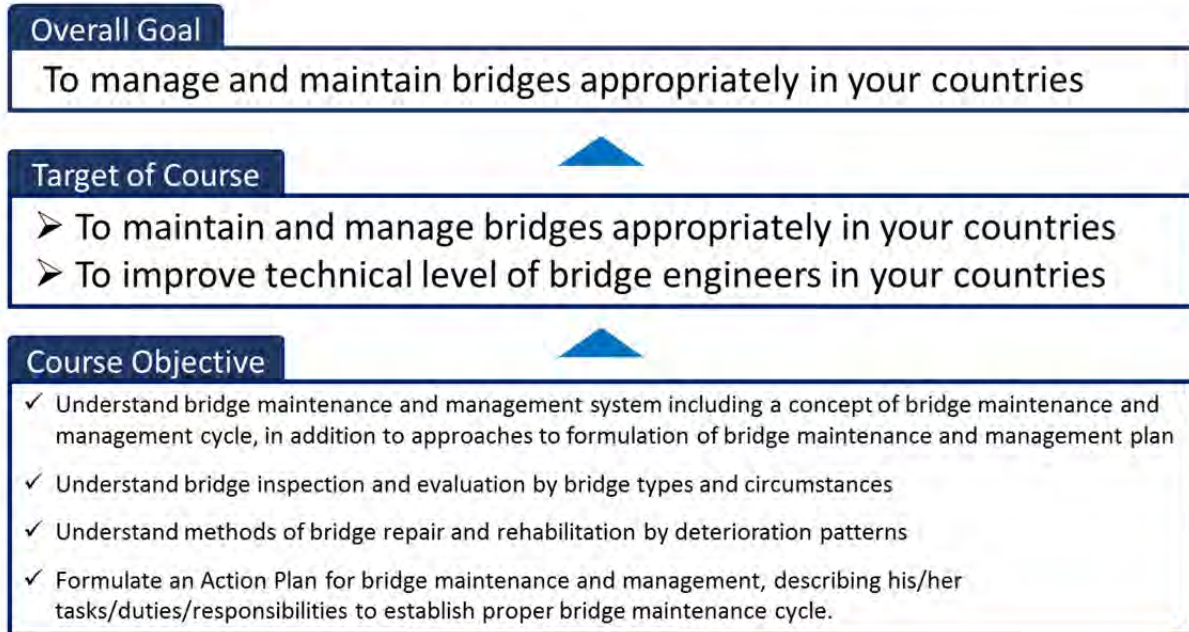 Overall Goal
To manage and maintain bridges appropriately in your countries
Target of Course
➢ To maintain and manage bridges appropriately in your countries
➢ To improve technical level of bridge engineers in your countries
Course Objective
✓ Understand bridge maintenance and management system including a concept of bridge maintenance and
management cycle, in addition to approaches to formulation of bridge maintenance and management plan
✓ Understand bridge inspection and evaluation by bridge types and circumstances
✓ Understand methods of bridge repair and rehabilitation by deterioration patterns
✓ Formulate an Action Plan for bridge maintenance and management, describing his/her
tasks/duties/responsibilities to establish proper bridge maintenance cycle.